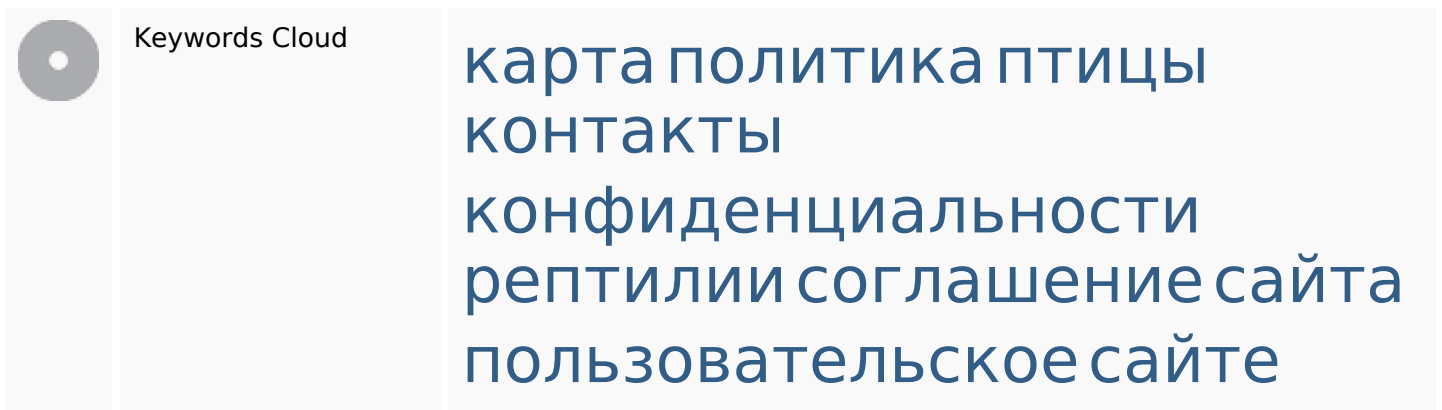 Keywords Cloud
карта политика птицы
контакты
конфиденциальности
рептилии соглашение сайта
пользовательское сайте